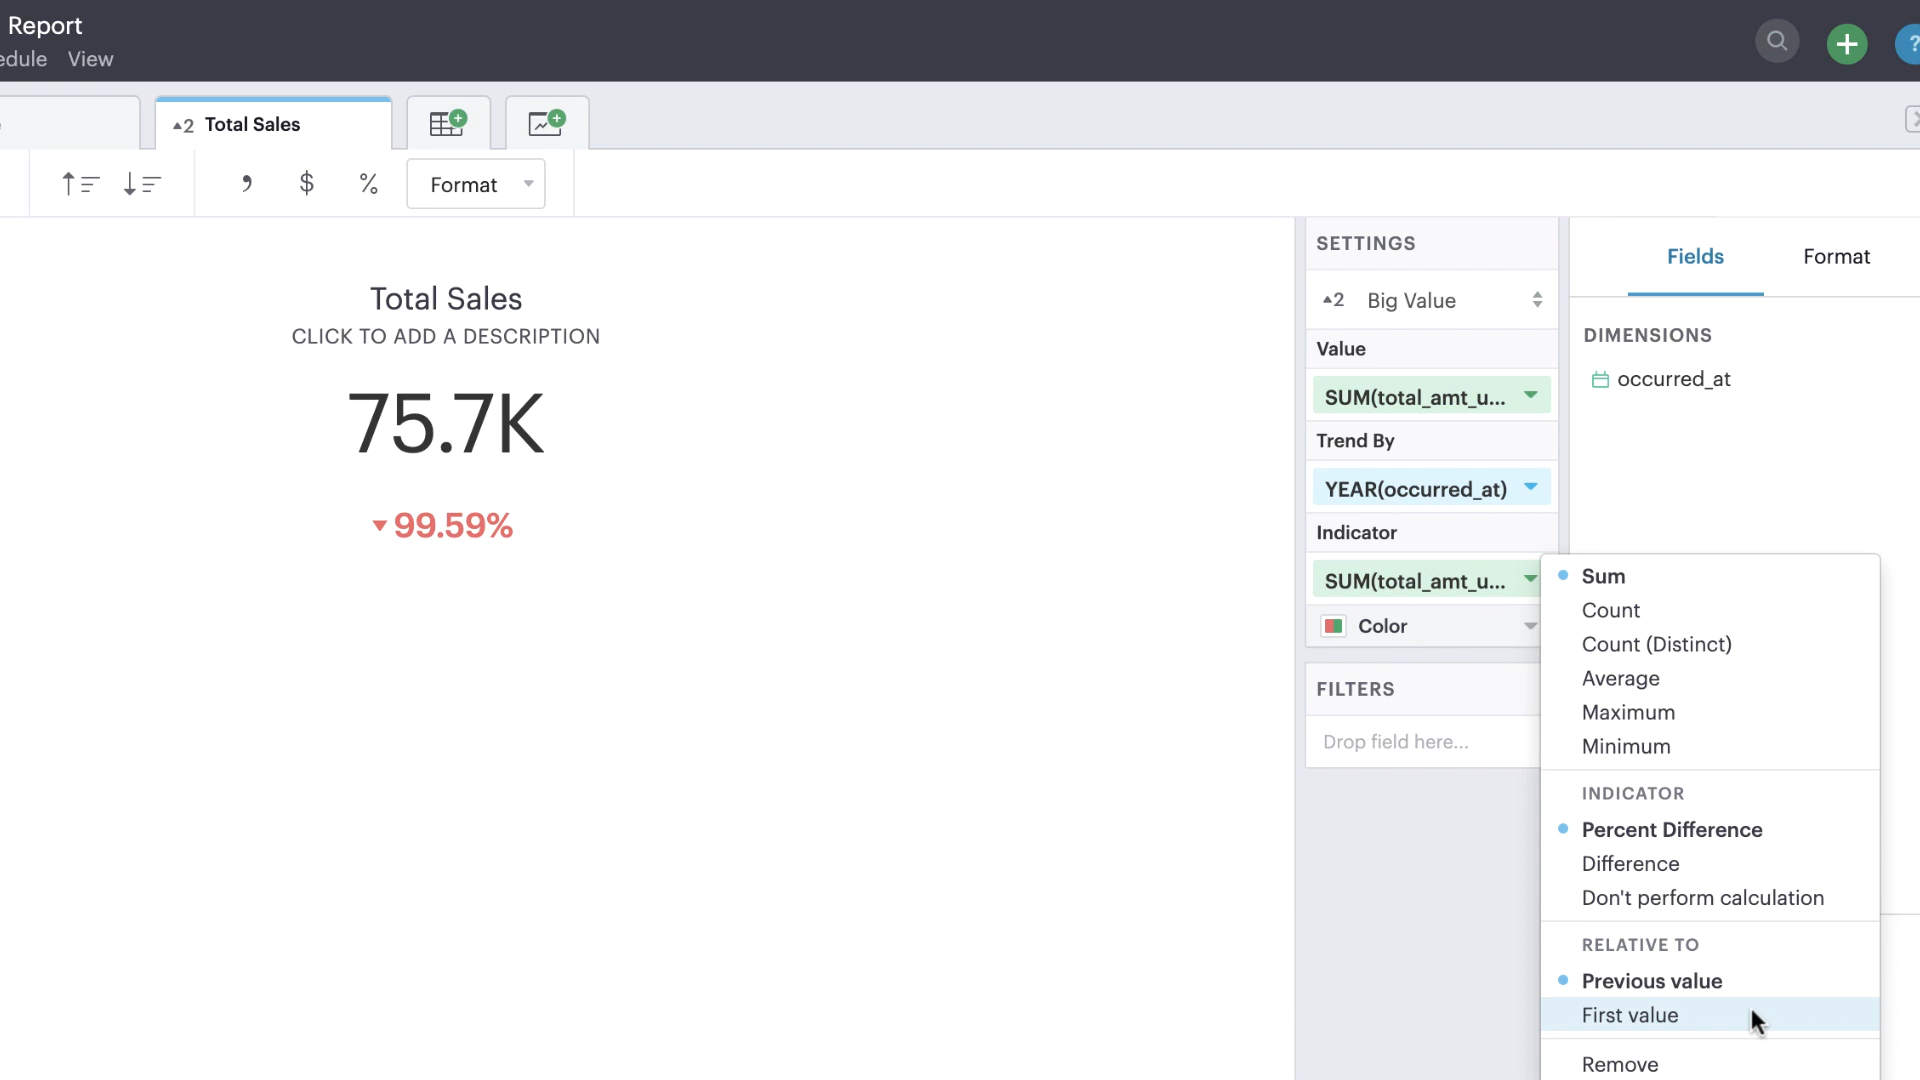 Report
edule View
2 Total Sales
, $ % Format
Total Sales
CLICK TO ADD A DESCRIPTION
75.7K
99.59%
SETTINGS
2 Big Value
Value
SUM(total_amt_u...
Trend By
YEAR(occurred_at)
Indicator
SUM(total_amt_u...
Color
FILTERS
Drop field here...
Fields Format
DIMENSIONS
occurred_at
Sum
Count
Count (Distinct)
Average
Maximum
Minimum
INDICATOR
Percent Difference
Difference
Don't perform calculation
RELATIVE TO
Previous value
First value
Remove
?